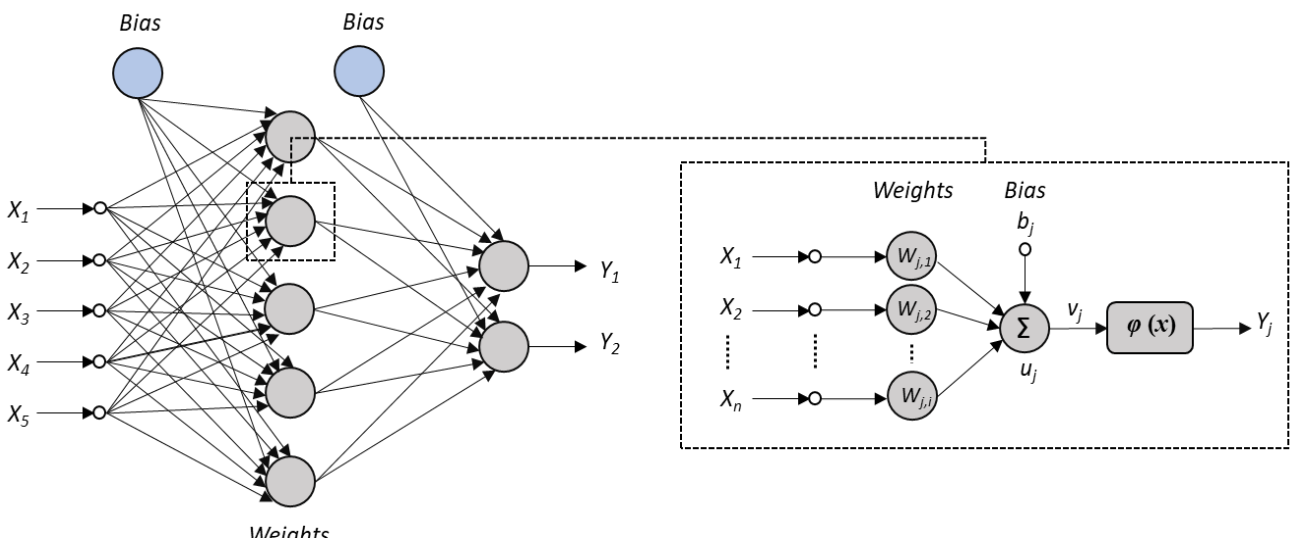 Bias
Bias
X1
X2
X3
X4
X5
Y1
Y2
Weights
Weights
Bias
bj
X1
Wj,1
X2
Wj,2
Xn
Wj,i
Σ
uj
vj
φ (x)
Yj